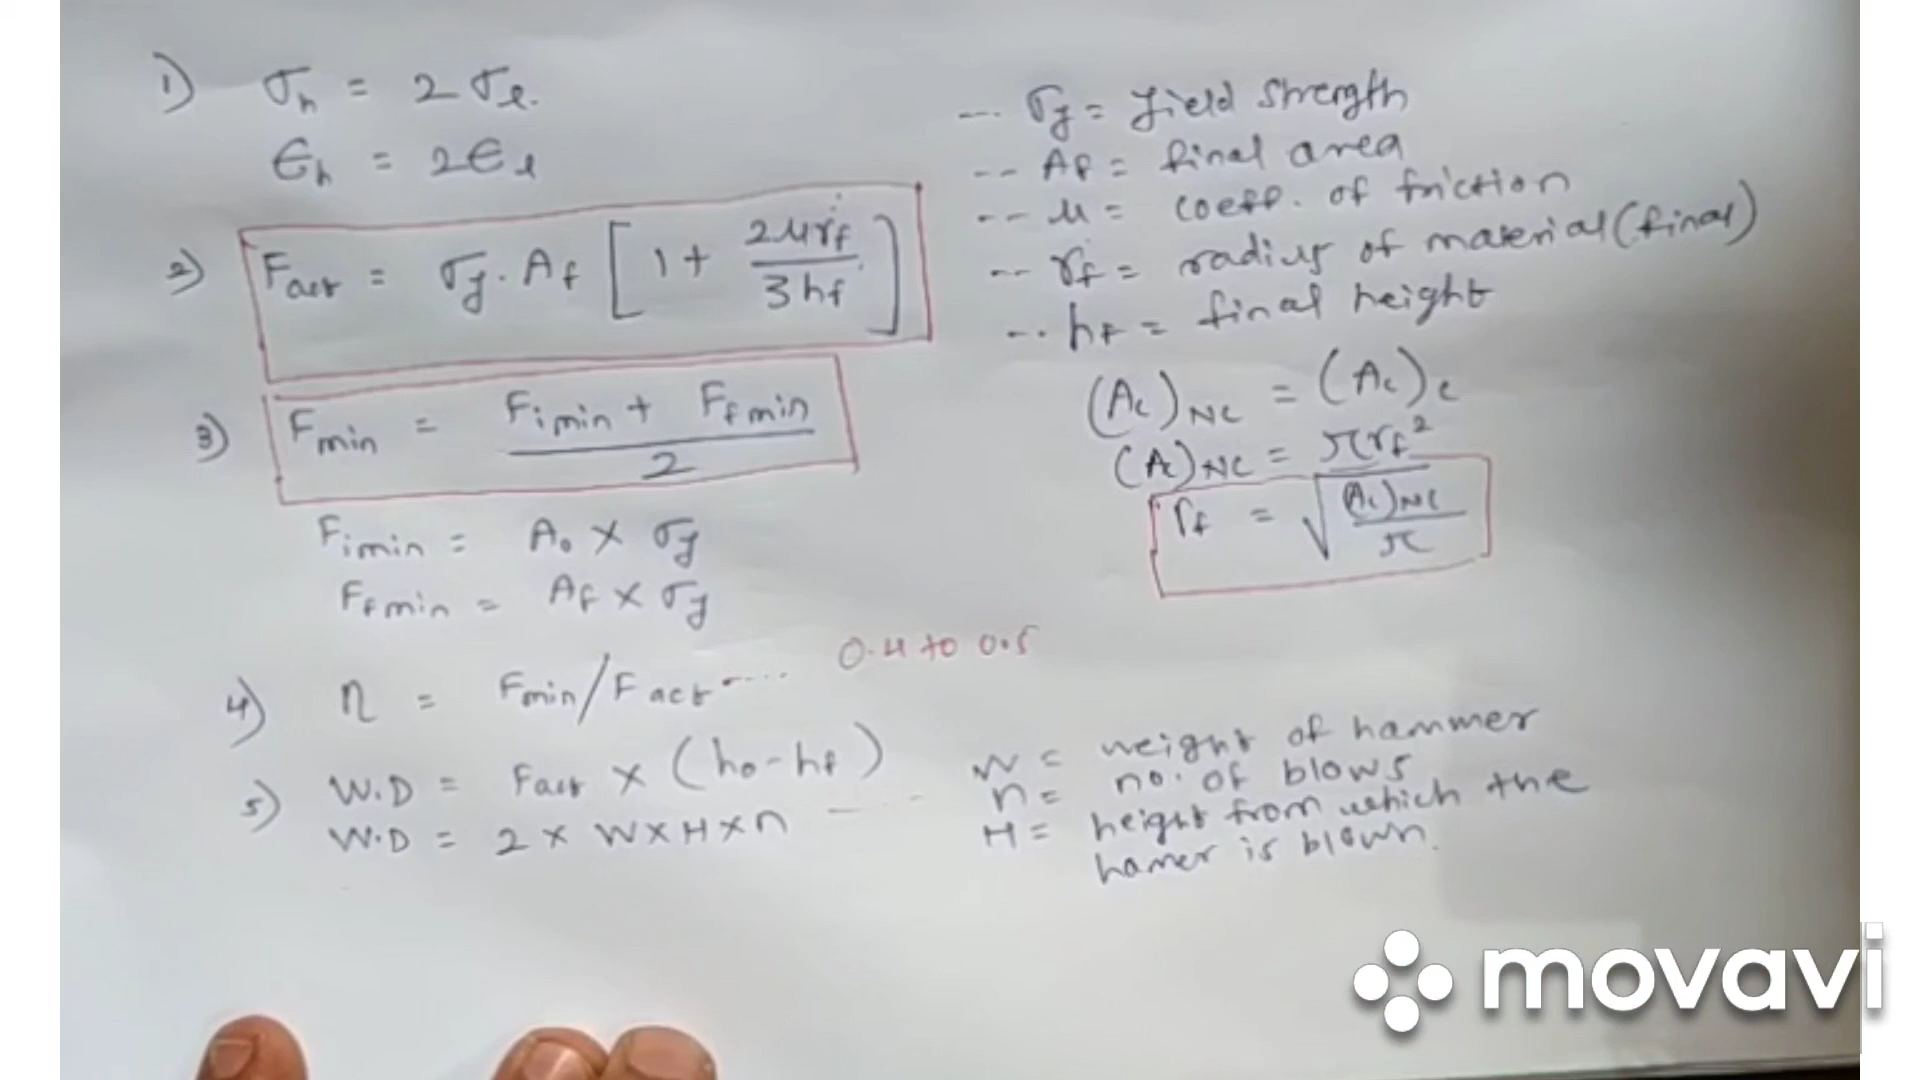 1) σh = 2σl.
∈h = 2∈l
2) Fact = σy . Af [ 1 + 2μrf / 3hf ]
3) Fmin = Fimin + Ffmin / 2
Fimin = A0 × σy
Ffmin = Af × σy
4) η = Fmin/Fact ---- 0.4 to 0.5
5) W.D = Fact × (h0-hf)
W.D = 2 × W×H×n ----
--- σy = yield strength
-- Af = final area
-- μ = coeff. of friction
-- rf = radius of material (final)
-- hf = final height
(Ac)NC = (Ac)c
(Ac)NC = πrf²
rf = √(Ac)NC / π
W = weight of hammer
n = no. of blows
H = height from which the
hamer is blown.
movavi